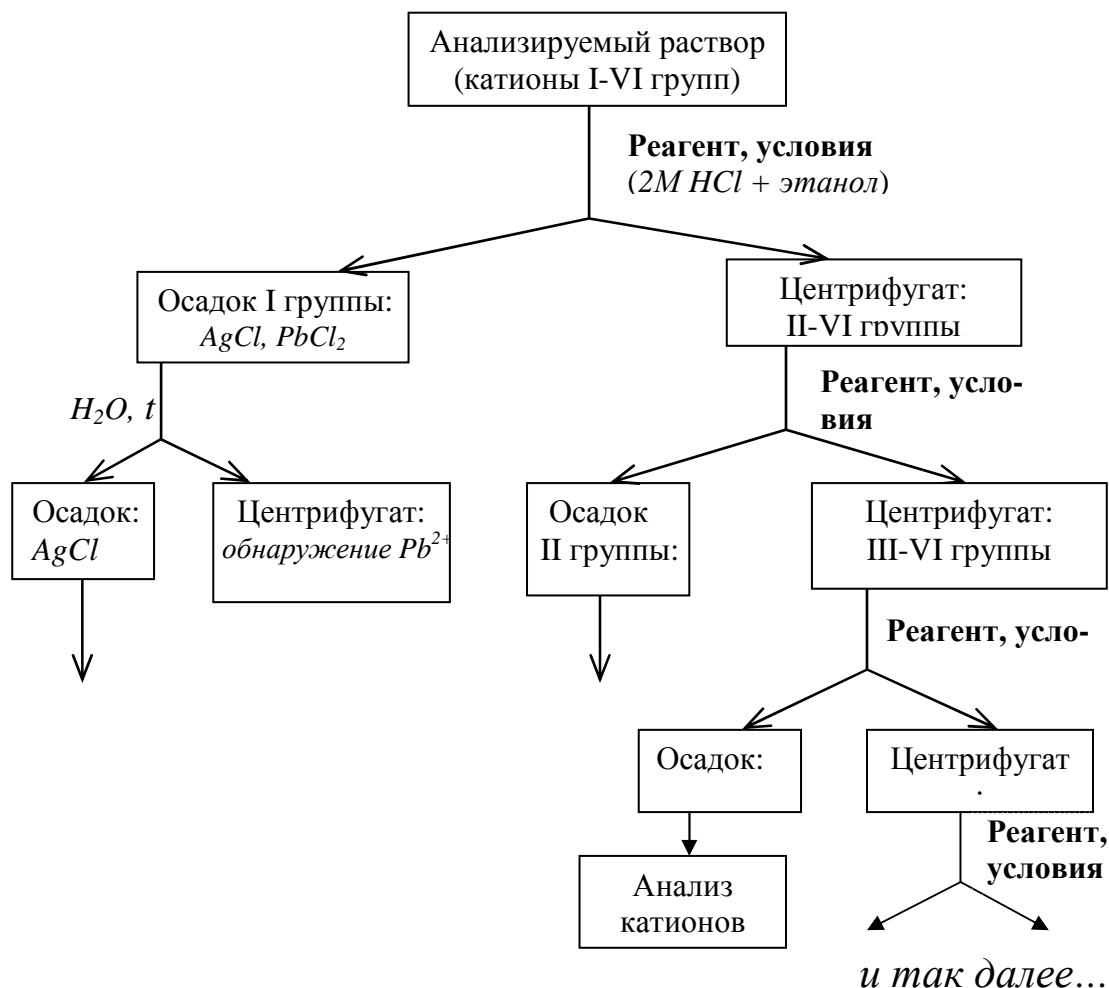 Анализируемый раствор
(катионы I-VI групп)
Реагент, условия
(2М HCl + этанол)
Осадок I группы:
AgCl, PbCl₂
Центрифугат:
II-VI группы
H₂O, t
Реагент, усло-
вия
Осадок:
AgCl
Центрифугат:
обнаружение Pb²⁺
Осадок
II группы:
Центрифугат:
III-VI группы
Реагент, усло-
Осадок:
Центрифугат
.
Реагент,
условия
Анализ
катионов
и так далее…